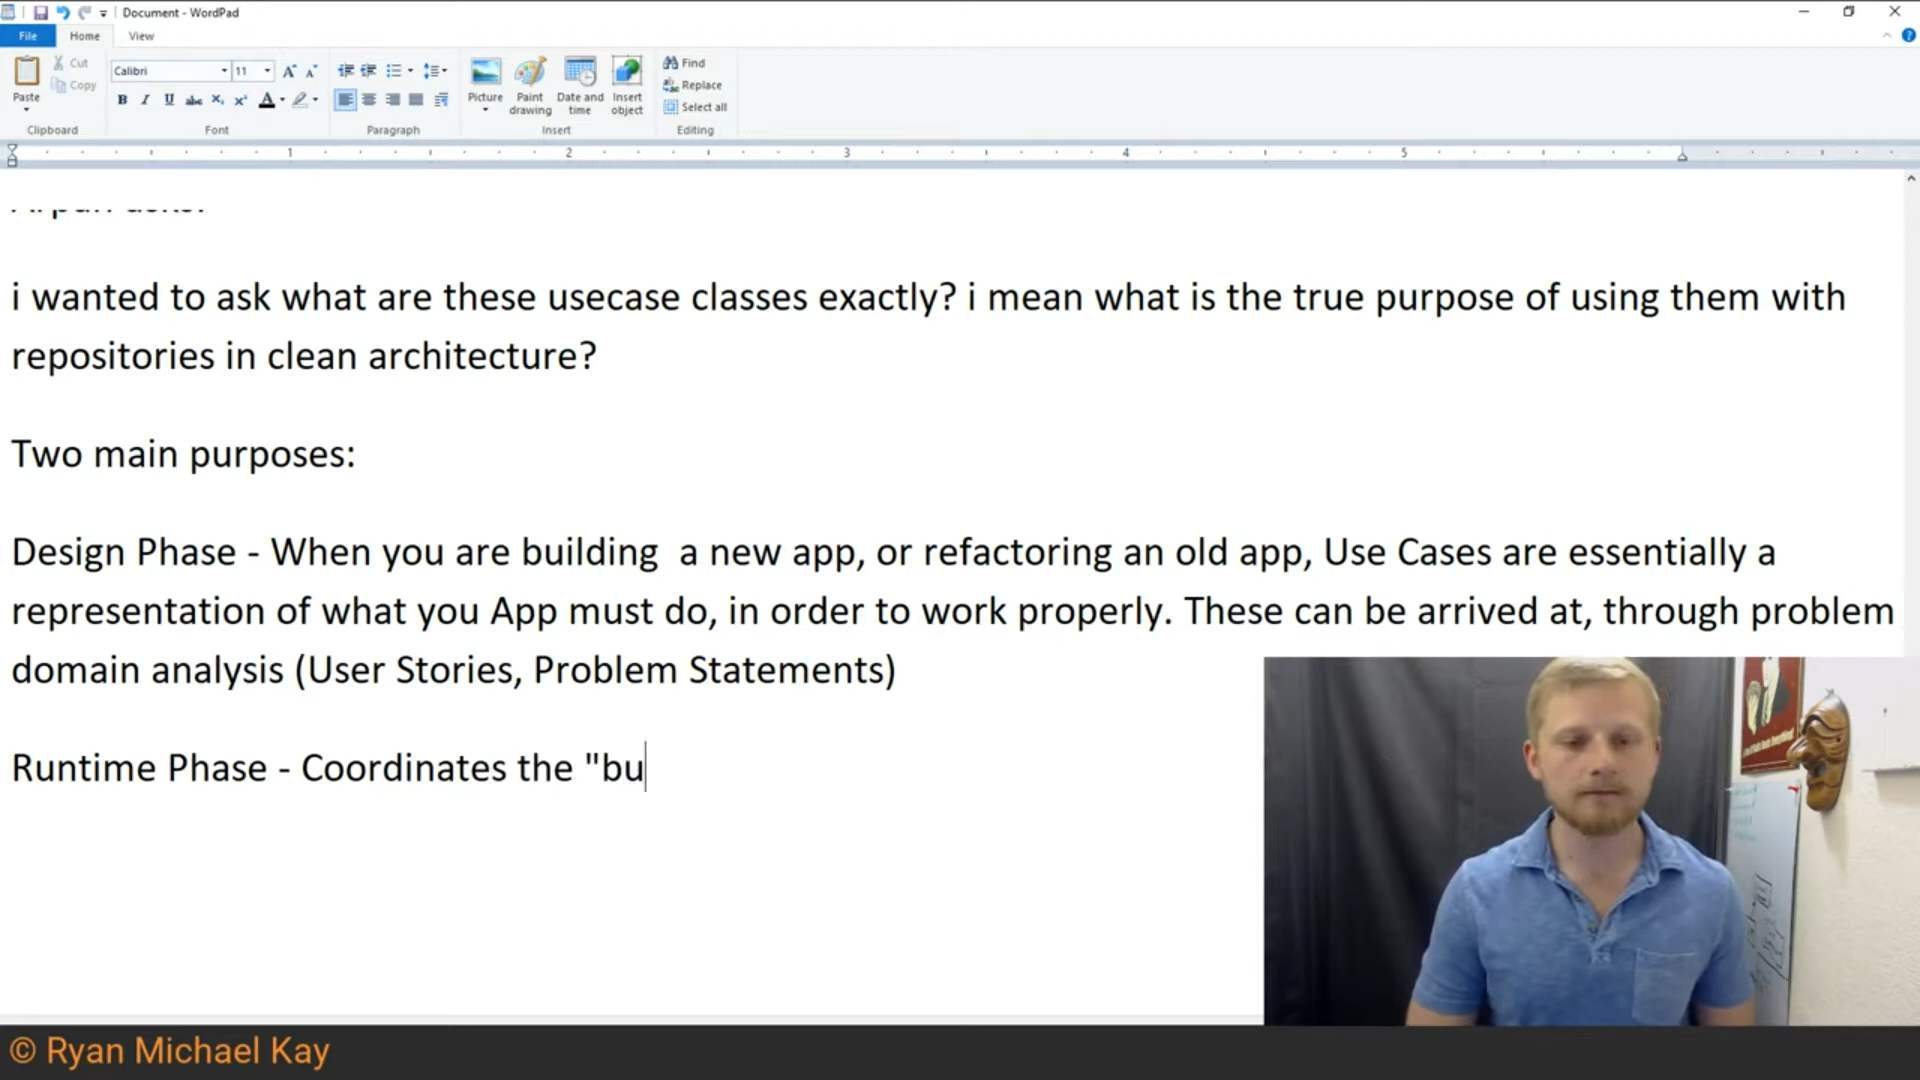 Document - WordPad
File Home View
Cut
Copy
Paste
Clipboard
Calibri 11
Font
Paragraph
Picture
Paint drawing
Date and time
Insert object
Insert
Find
Replace
Select all
Editing
1 2 3 4 5
i wanted to ask what are these usecase classes exactly? i mean what is the true purpose of using them with
repositories in clean architecture?
Two main purposes:
Design Phase - When you are building  a new app, or refactoring an old app, Use Cases are essentially a
representation of what you App must do, in order to work properly. These can be arrived at, through problem
domain analysis (User Stories, Problem Statements)
Runtime Phase - Coordinates the "bu
© Ryan Michael Kay